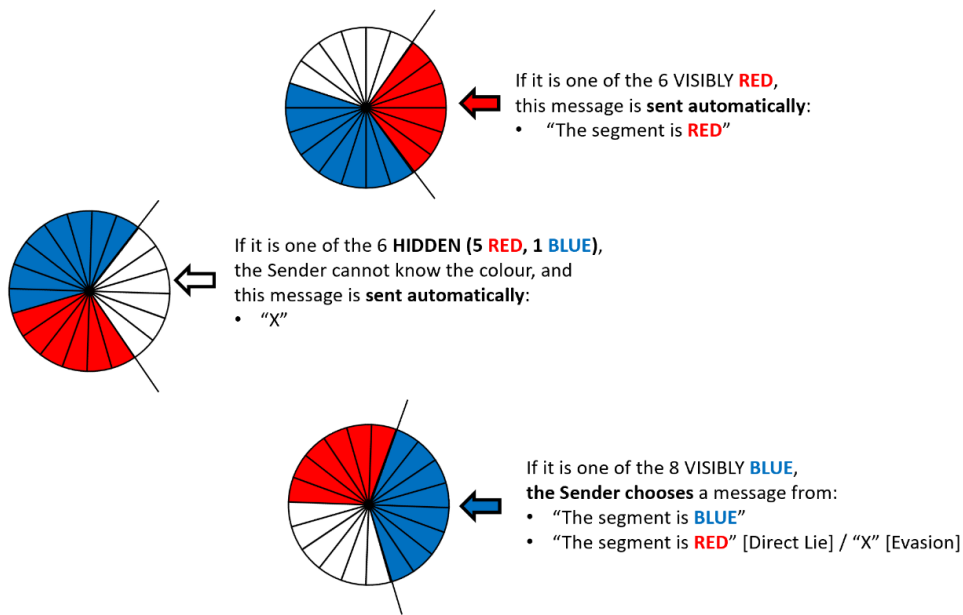 If it is one of the 6 VISIBLY RED,
this message is sent automatically:
• “The segment is RED”
If it is one of the 6 HIDDEN (5 RED, 1 BLUE),
the Sender cannot know the colour, and
this message is sent automatically:
• “X”
If it is one of the 8 VISIBLY BLUE,
the Sender chooses a message from:
• “The segment is BLUE”
• “The segment is RED” [Direct Lie] / “X” [Evasion]